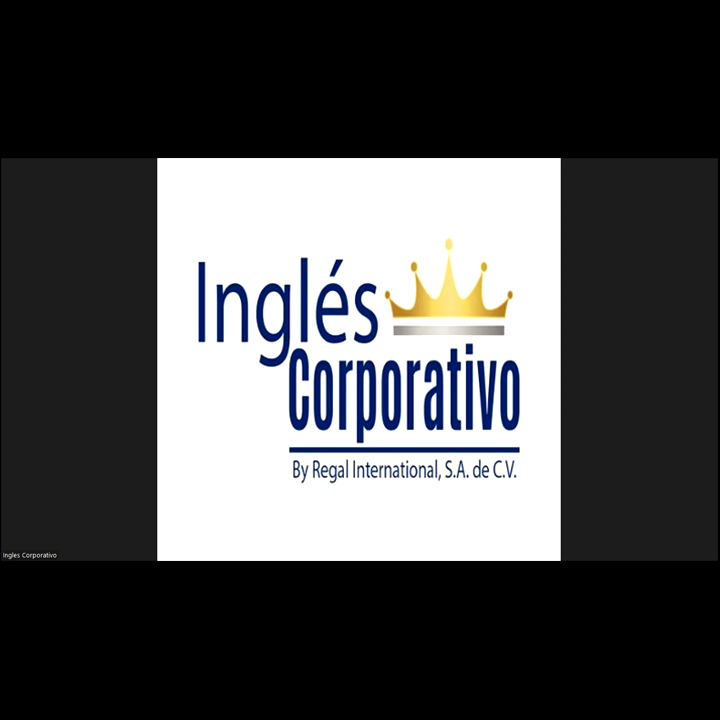 Inglés
Corporativo
By Regal International, S.A. de C.V.
Ingles Corporativo